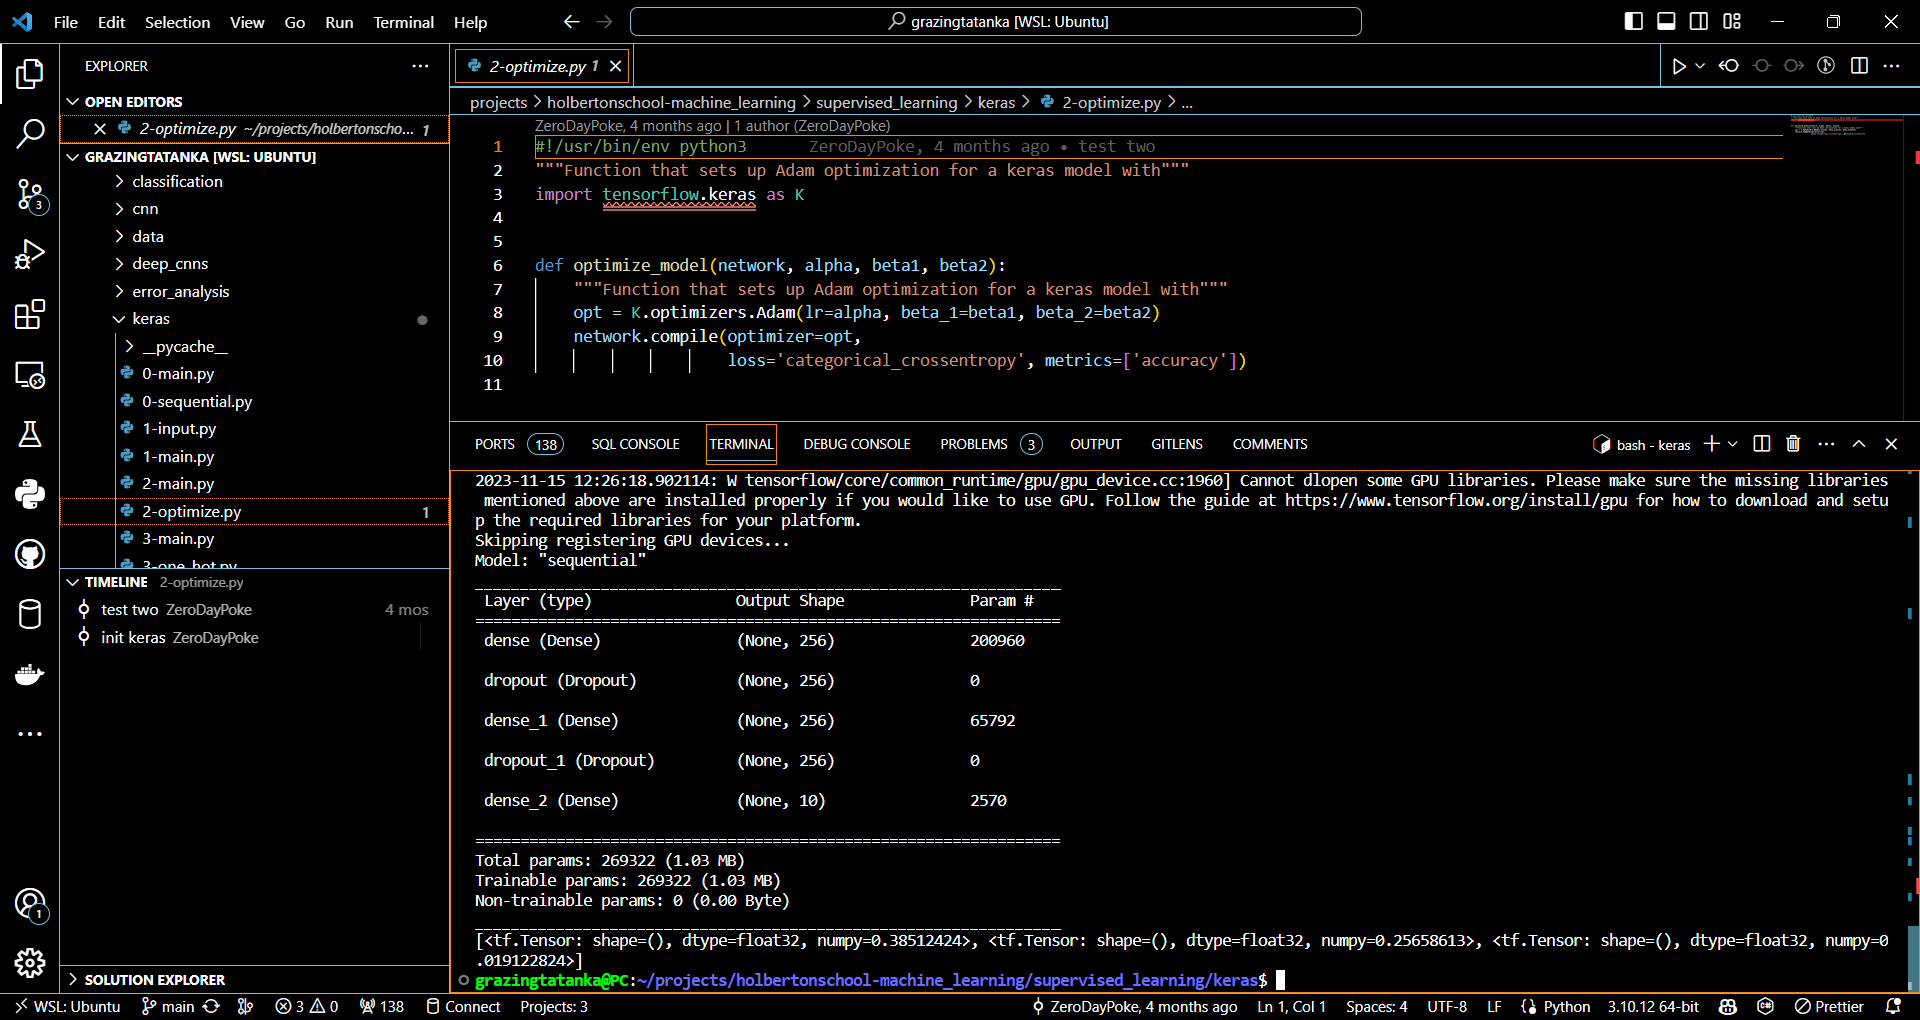 File Edit Selection View Go Run Terminal Help
grazingtatanka [WSL: Ubuntu]
EXPLORER
OPEN EDITORS
2-optimize.py ~/projects/holbertonscho... 1
GRAZINGTATANKA [WSL: UBUNTU]
classification
cnn
data
deep_cnns
error_analysis
keras
__pycache__
0-main.py
0-sequential.py
1-input.py
1-main.py
2-main.py
2-optimize.py 1
3-main.py
3-one_hot.py
TIMELINE 2-optimize.py
test two ZeroDayPoke 4 mos
init keras ZeroDayPoke
SOLUTION EXPLORER
3
1
2-optimize.py 1
projects > holbertonschool-machine_learning > supervised_learning > keras > 2-optimize.py > ...
ZeroDayPoke, 4 months ago | 1 author (ZeroDayPoke)
1 #!/usr/bin/env python3 ZeroDayPoke, 4 months ago • test two
2 """Function that sets up Adam optimization for a keras model with"""
3 import tensorflow.keras as K
4
5
6 def optimize_model(network, alpha, beta1, beta2):
7 """Function that sets up Adam optimization for a keras model with"""
8 opt = K.optimizers.Adam(lr=alpha, beta_1=beta1, beta_2=beta2)
9 network.compile(optimizer=opt,
10 loss='categorical_crossentropy', metrics=['accuracy'])
11
PORTS 138 SQL CONSOLE TERMINAL DEBUG CONSOLE PROBLEMS 3 OUTPUT GITLENS COMMENTS bash - keras
2023-11-15 12:26:18.902114: W tensorflow/core/common_runtime/gpu/gpu_device.cc:1960] Cannot dlopen some GPU libraries. Please make sure the missing libraries
mentioned above are installed properly if you would like to use GPU. Follow the guide at https://www.tensorflow.org/install/gpu for how to download and setu
p the required libraries for your platform.
Skipping registering GPU devices...
Model: "sequential"
_________________________________________________________________
Layer (type) Output Shape Param #
=================================================================
dense (Dense) (None, 256) 200960
dropout (Dropout) (None, 256) 0
dense_1 (Dense) (None, 256) 65792
dropout_1 (Dropout) (None, 256) 0
dense_2 (Dense) (None, 10) 2570
=================================================================
Total params: 269322 (1.03 MB)
Trainable params: 269322 (1.03 MB)
Non-trainable params: 0 (0.00 Byte)
_________________________________________________________________
[<tf.Tensor: shape=(), dtype=float32, numpy=0.38512424>, <tf.Tensor: shape=(), dtype=float32, numpy=0.25658613>, <tf.Tensor: shape=(), dtype=float32, numpy=0
.019122824>]
grazingtatanka@PC:~/projects/holbertonschool-machine_learning/supervised_learning/keras$
WSL: Ubuntu main 3 0 138 Connect Projects: 3 ZeroDayPoke, 4 months ago Ln 1, Col 1 Spaces: 4 UTF-8 LF Python 3.10.12 64-bit Prettier